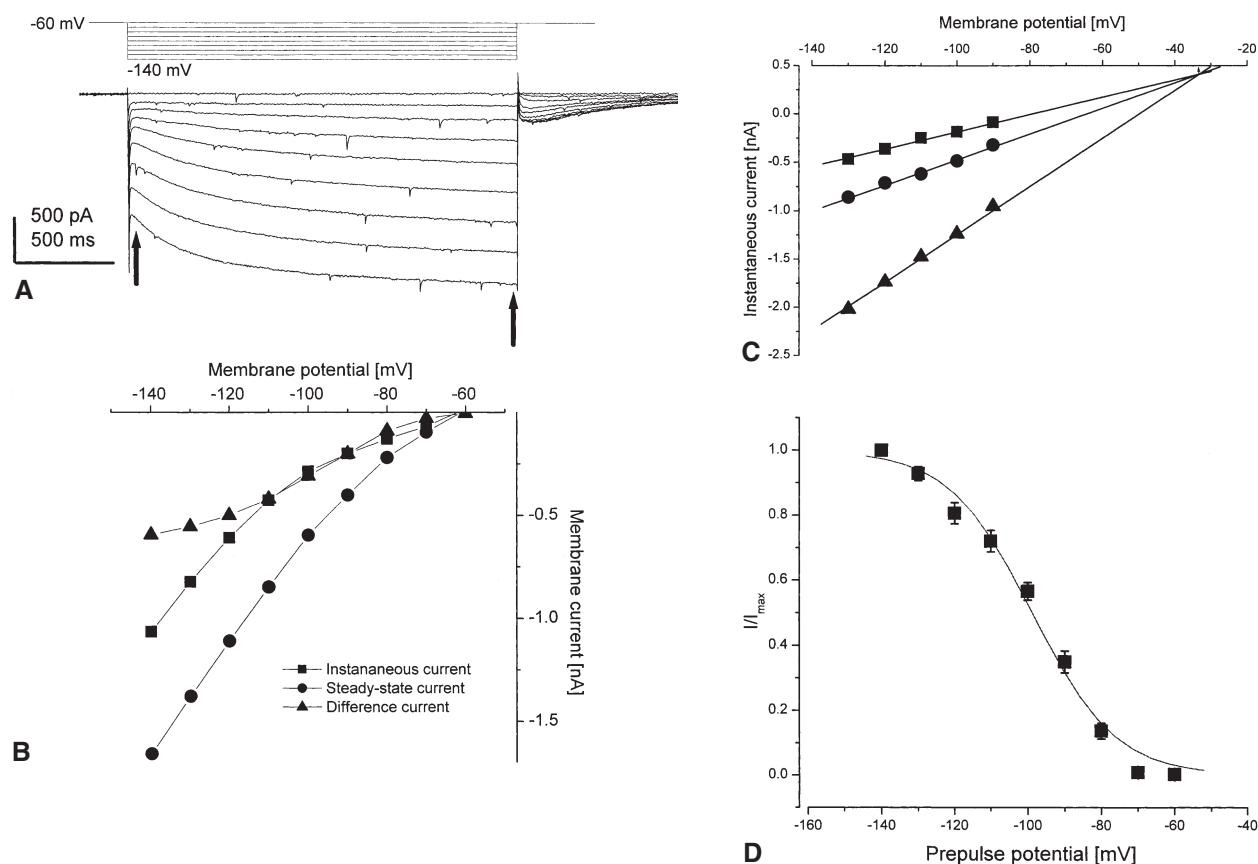 -60 mV
-140 mV
500 pA
500 ms
A
Membrane potential [mV]
-140 -120 -100 -80 -60
-0.5
-1.0
-1.5
Membrane current [nA]
Instananeous current
Steady-state current
Difference current
B
Membrane potential [mV]
-140 -120 -100 -80 -60 -40 -20
0.5
0.0
-0.5
-1.0
-1.5
-2.0
-2.5
Instantaneous current [nA]
C
1.0
0.8
0.6
0.4
0.2
0.0
I/Imax
-160 -140 -120 -100 -80 -60 -40
Prepulse potential [mV]
D